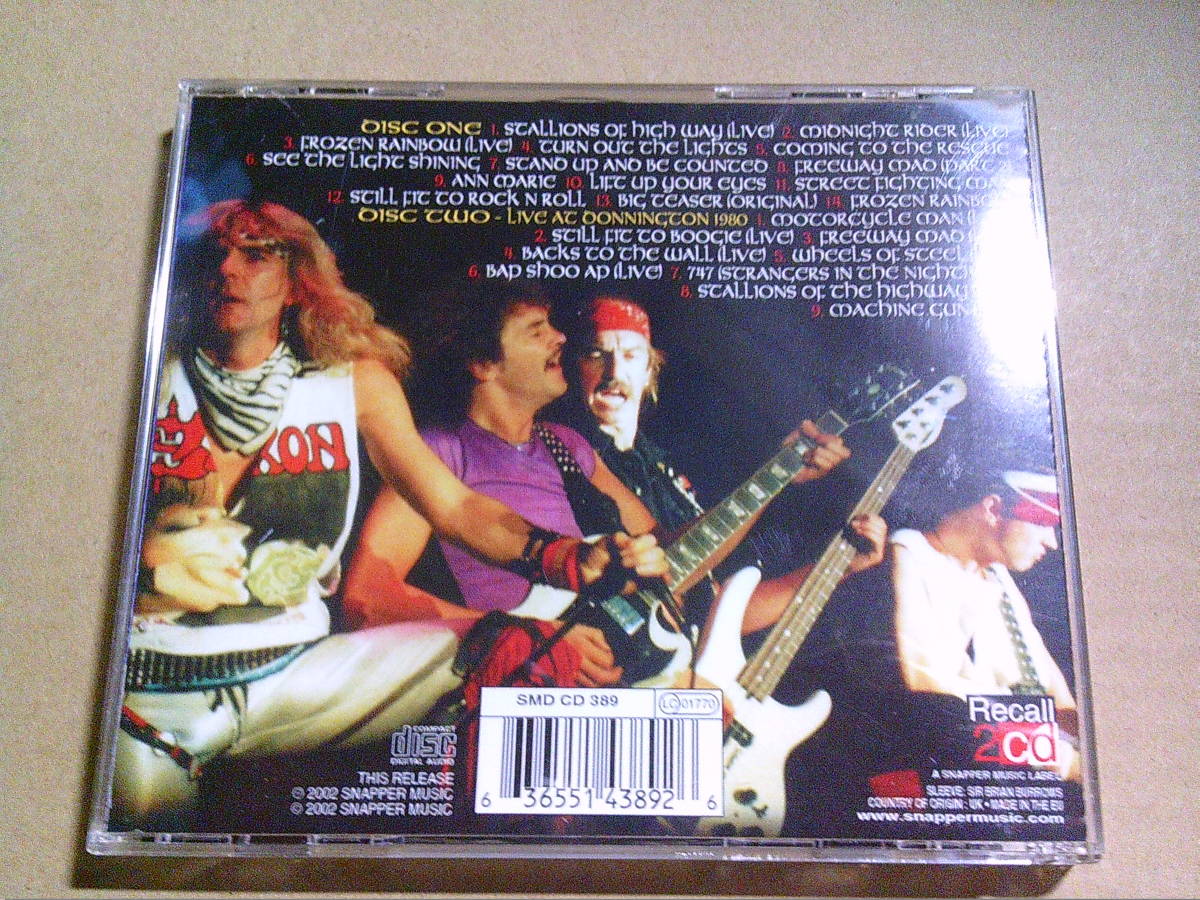 DISC ONE 1. STALLIONS OF HIGH WAY (LIVE) 2. MIDNIGHT RIDER (LIVE)
3. FROZEN RAINBOW (LIVE) 4. TURN OUT THE LIGHTS 5. COMING TO THE RESCUE
6. SEE THE LIGHT SHINING 7. STAND UP AND BE COUNTED 8. FREEWAY MAD (PART 2)
9. ANN MARIE 10. LIFT UP YOUR EYES 11. STREET FIGHTING MAN
12. STILL FIT TO ROCK N ROLL 13. BIG TEASER (ORIGINAL) 14. FROZEN RAINBOW
DISC TWO - LIVE AT DONNINGTON 1980 1. MOTORCYCLE MAN
2. STILL FIT TO BOOGIE (LIVE) 3. FREEWAY MAD
4. BACKS TO THE WALL (LIVE) 5. WHEELS OF STEEL
6. BAP SHOO AP (LIVE) 7. 747 (STRANGERS IN THE NIGHT)
8. STALLIONS OF THE HIGHWAY
9. MACHINE GUN
XON
SMD CD 389
LC 01770
6 36551 43892 6
COMPACT
disc
DIGITAL AUDIO
THIS RELEASE
℗ 2002 SNAPPER MUSIC
© 2002 SNAPPER MUSIC
Recall
2cd
A SNAPPER MUSIC LABEL
SLEEVE: SIR BRIAN BURROWS
COUNTRY OF ORIGIN : UK • MADE IN THE EU
www.snappermusic.com